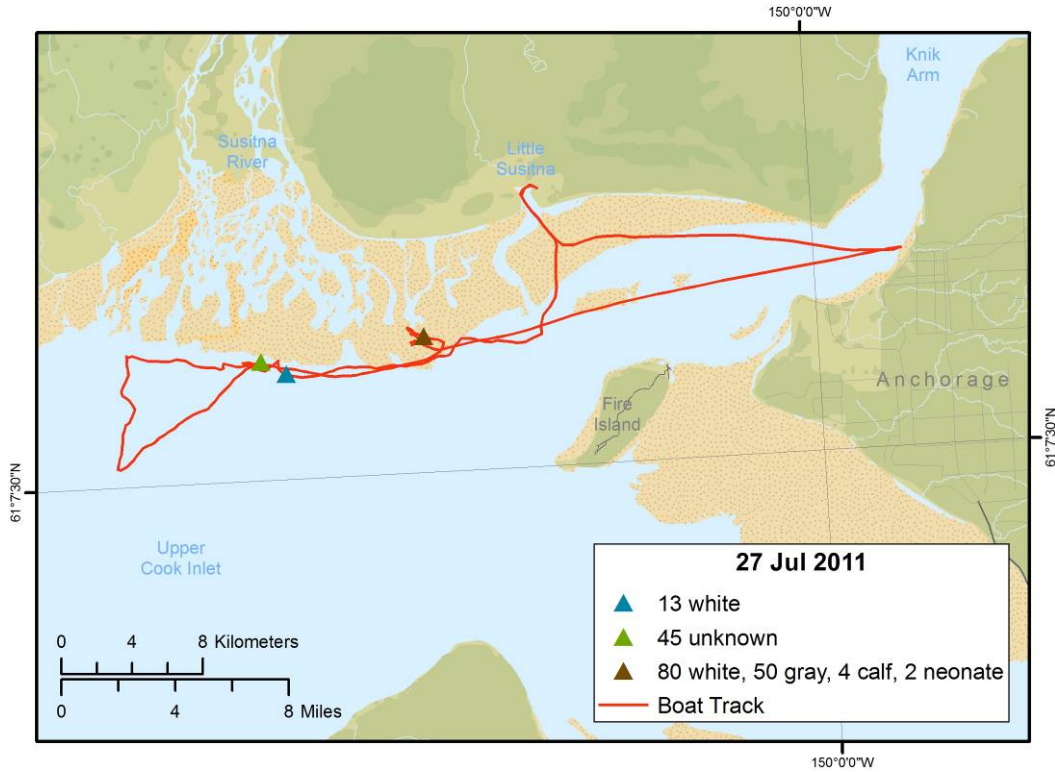 150°0'0"W
Knik
Arm
Susitna
River
Little
Susitna
Anchorage
Fire
Island
61°7'30"N
61°7'30"N
Upper
Cook Inlet
27 Jul 2011
13 white
45 unknown
80 white, 50 gray, 4 calf, 2 neonate
Boat Track
0 4 8 Kilometers
0 4 8 Miles
150°0'0"W